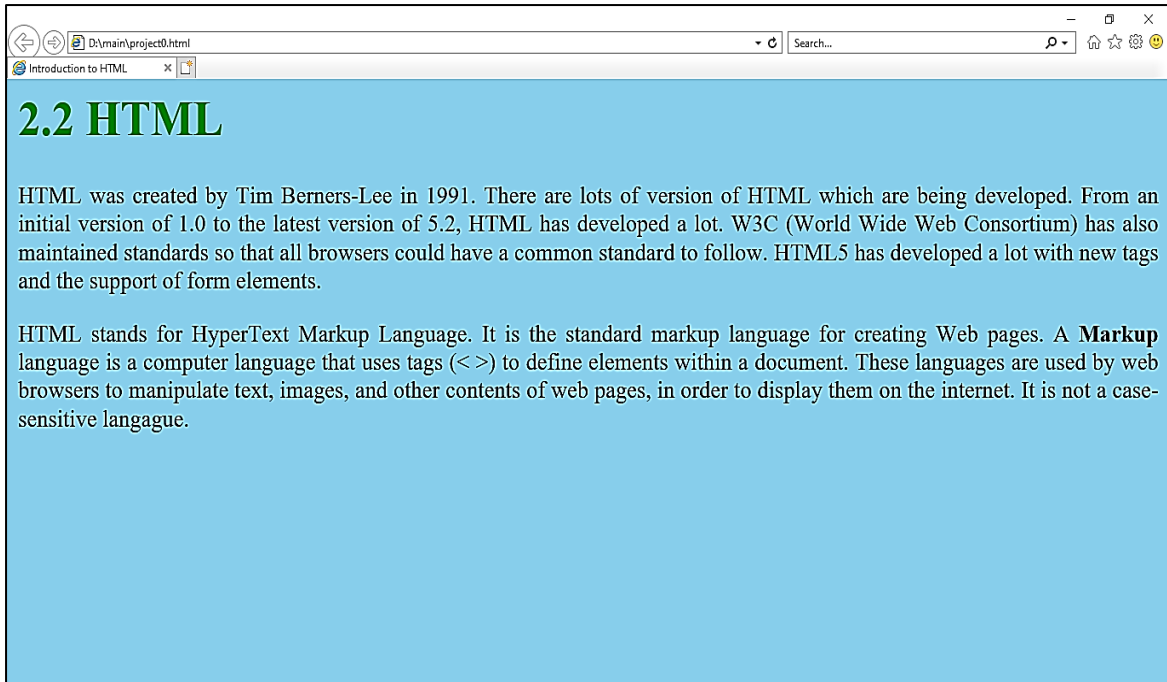 D:\main\project0.html
Search...
Introduction to HTML
2.2 HTML
HTML was created by Tim Berners-Lee in 1991. There are lots of version of HTML which are being developed. From an
initial version of 1.0 to the latest version of 5.2, HTML has developed a lot. W3C (World Wide Web Consortium) has also
maintained standards so that all browsers could have a common standard to follow. HTML5 has developed a lot with new tags
and the support of form elements.
HTML stands for HyperText Markup Language. It is the standard markup language for creating Web pages. A Markup
language is a computer language that uses tags (< >) to define elements within a document. These languages are used by web
browsers to manipulate text, images, and other contents of web pages, in order to display them on the internet. It is not a case-
sensitive langague.